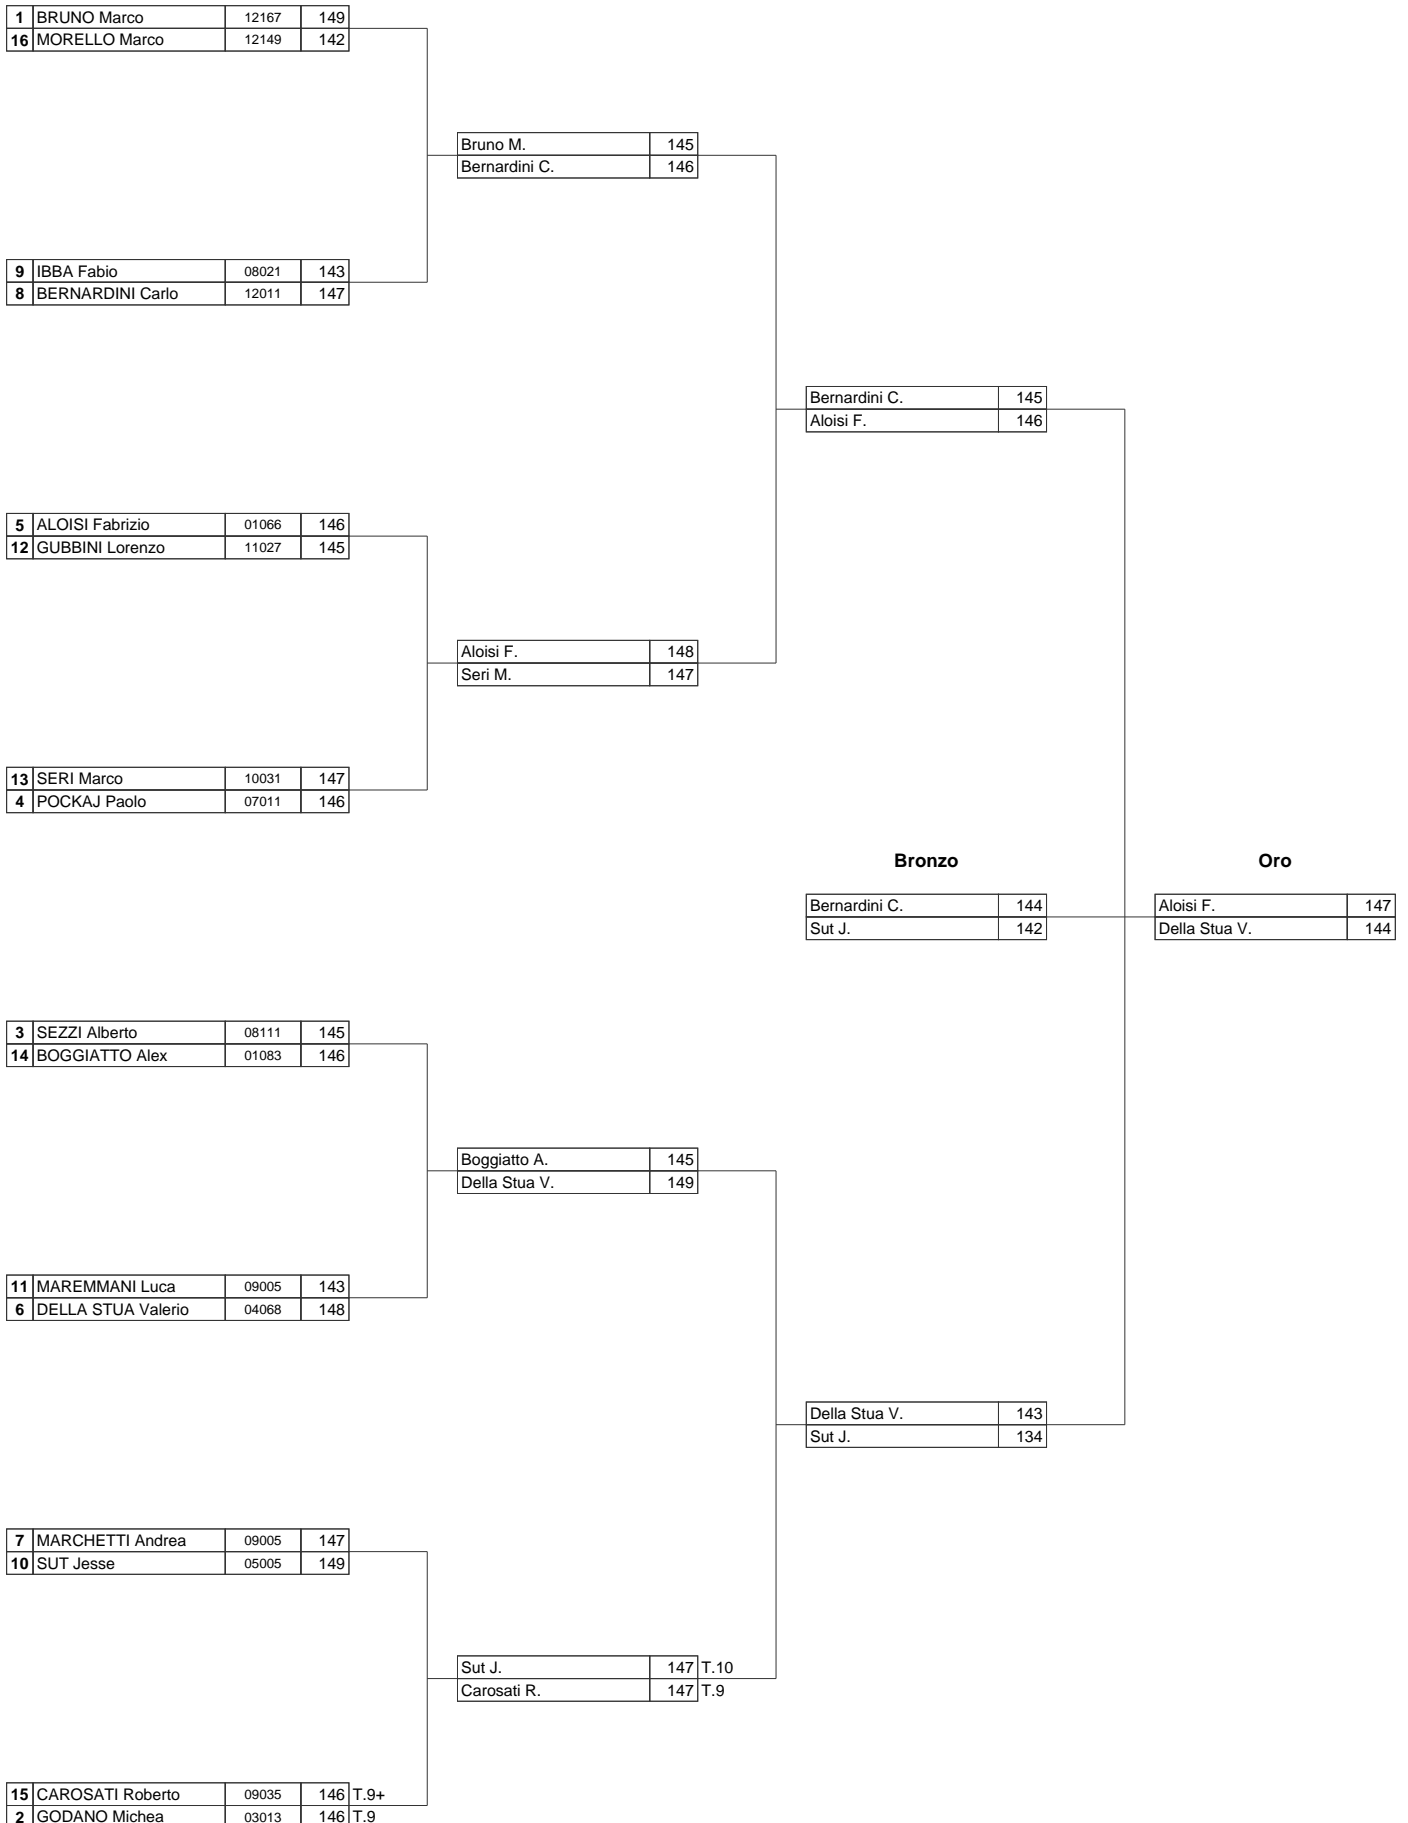 1 BRUNO Marco 12167 149
16 MORELLO Marco 12149 142
Bruno M. 145
Bernardini C. 146
9 IBBA Fabio 08021 143
8 BERNARDINI Carlo 12011 147
Bernardini C. 145
Aloisi F. 146
5 ALOISI Fabrizio 01066 146
12 GUBBINI Lorenzo 11027 145
Aloisi F. 148
Seri M. 147
13 SERI Marco 10031 147
4 POCKAJ Paolo 07011 146
Bronzo Oro
Bernardini C. 144 Aloisi F. 147
Sut J. 142 Della Stua V. 144
3 SEZZI Alberto 08111 145
14 BOGGIATTO Alex 01083 146
Boggiatto A. 145
Della Stua V. 149
11 MAREMMANI Luca 09005 143
6 DELLA STUA Valerio 04068 148
Della Stua V. 143
Sut J. 134
7 MARCHETTI Andrea 09005 147
10 SUT Jesse 05005 149
Sut J. 147 T.10
Carosati R. 147 T.9
15 CAROSATI Roberto 09035 146 T.9+
2 GODANO Michea 03013 146 T.9